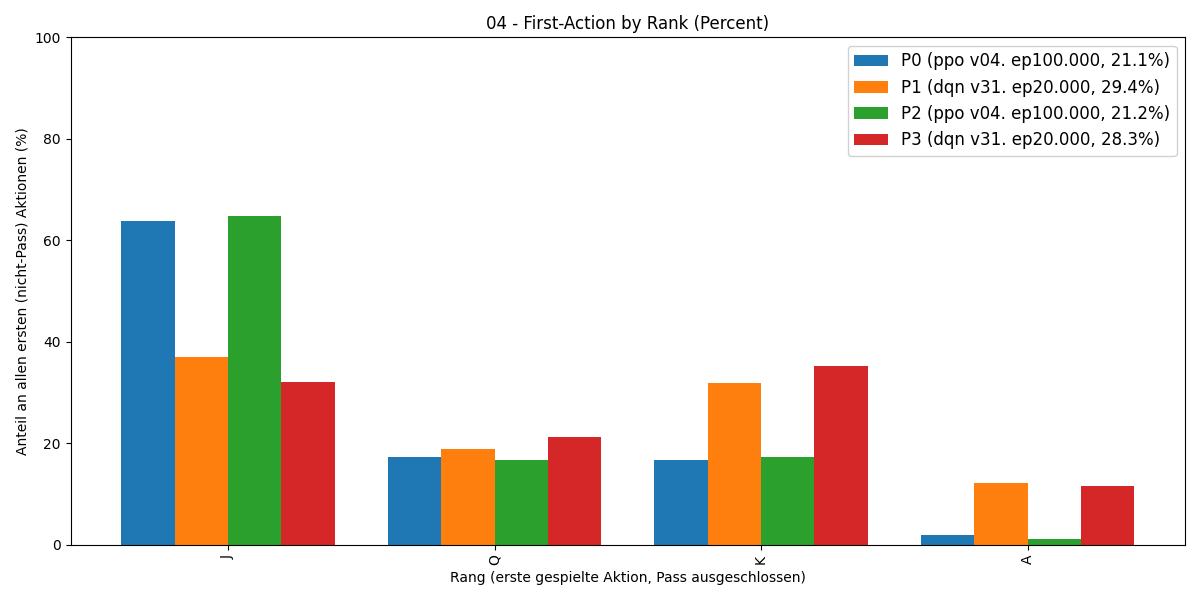 04 - First-Action by Rank (Percent)
Anteil an allen ersten (nicht-Pass) Aktionen (%)
100
80
60
40
20
0
P0 (ppo v04. ep100.000, 21.1%)
P1 (dqn v31. ep20.000, 29.4%)
P2 (ppo v04. ep100.000, 21.2%)
P3 (dqn v31. ep20.000, 28.3%)
J
Q
K
A
Rang (erste gespielte Aktion, Pass ausgeschlossen)